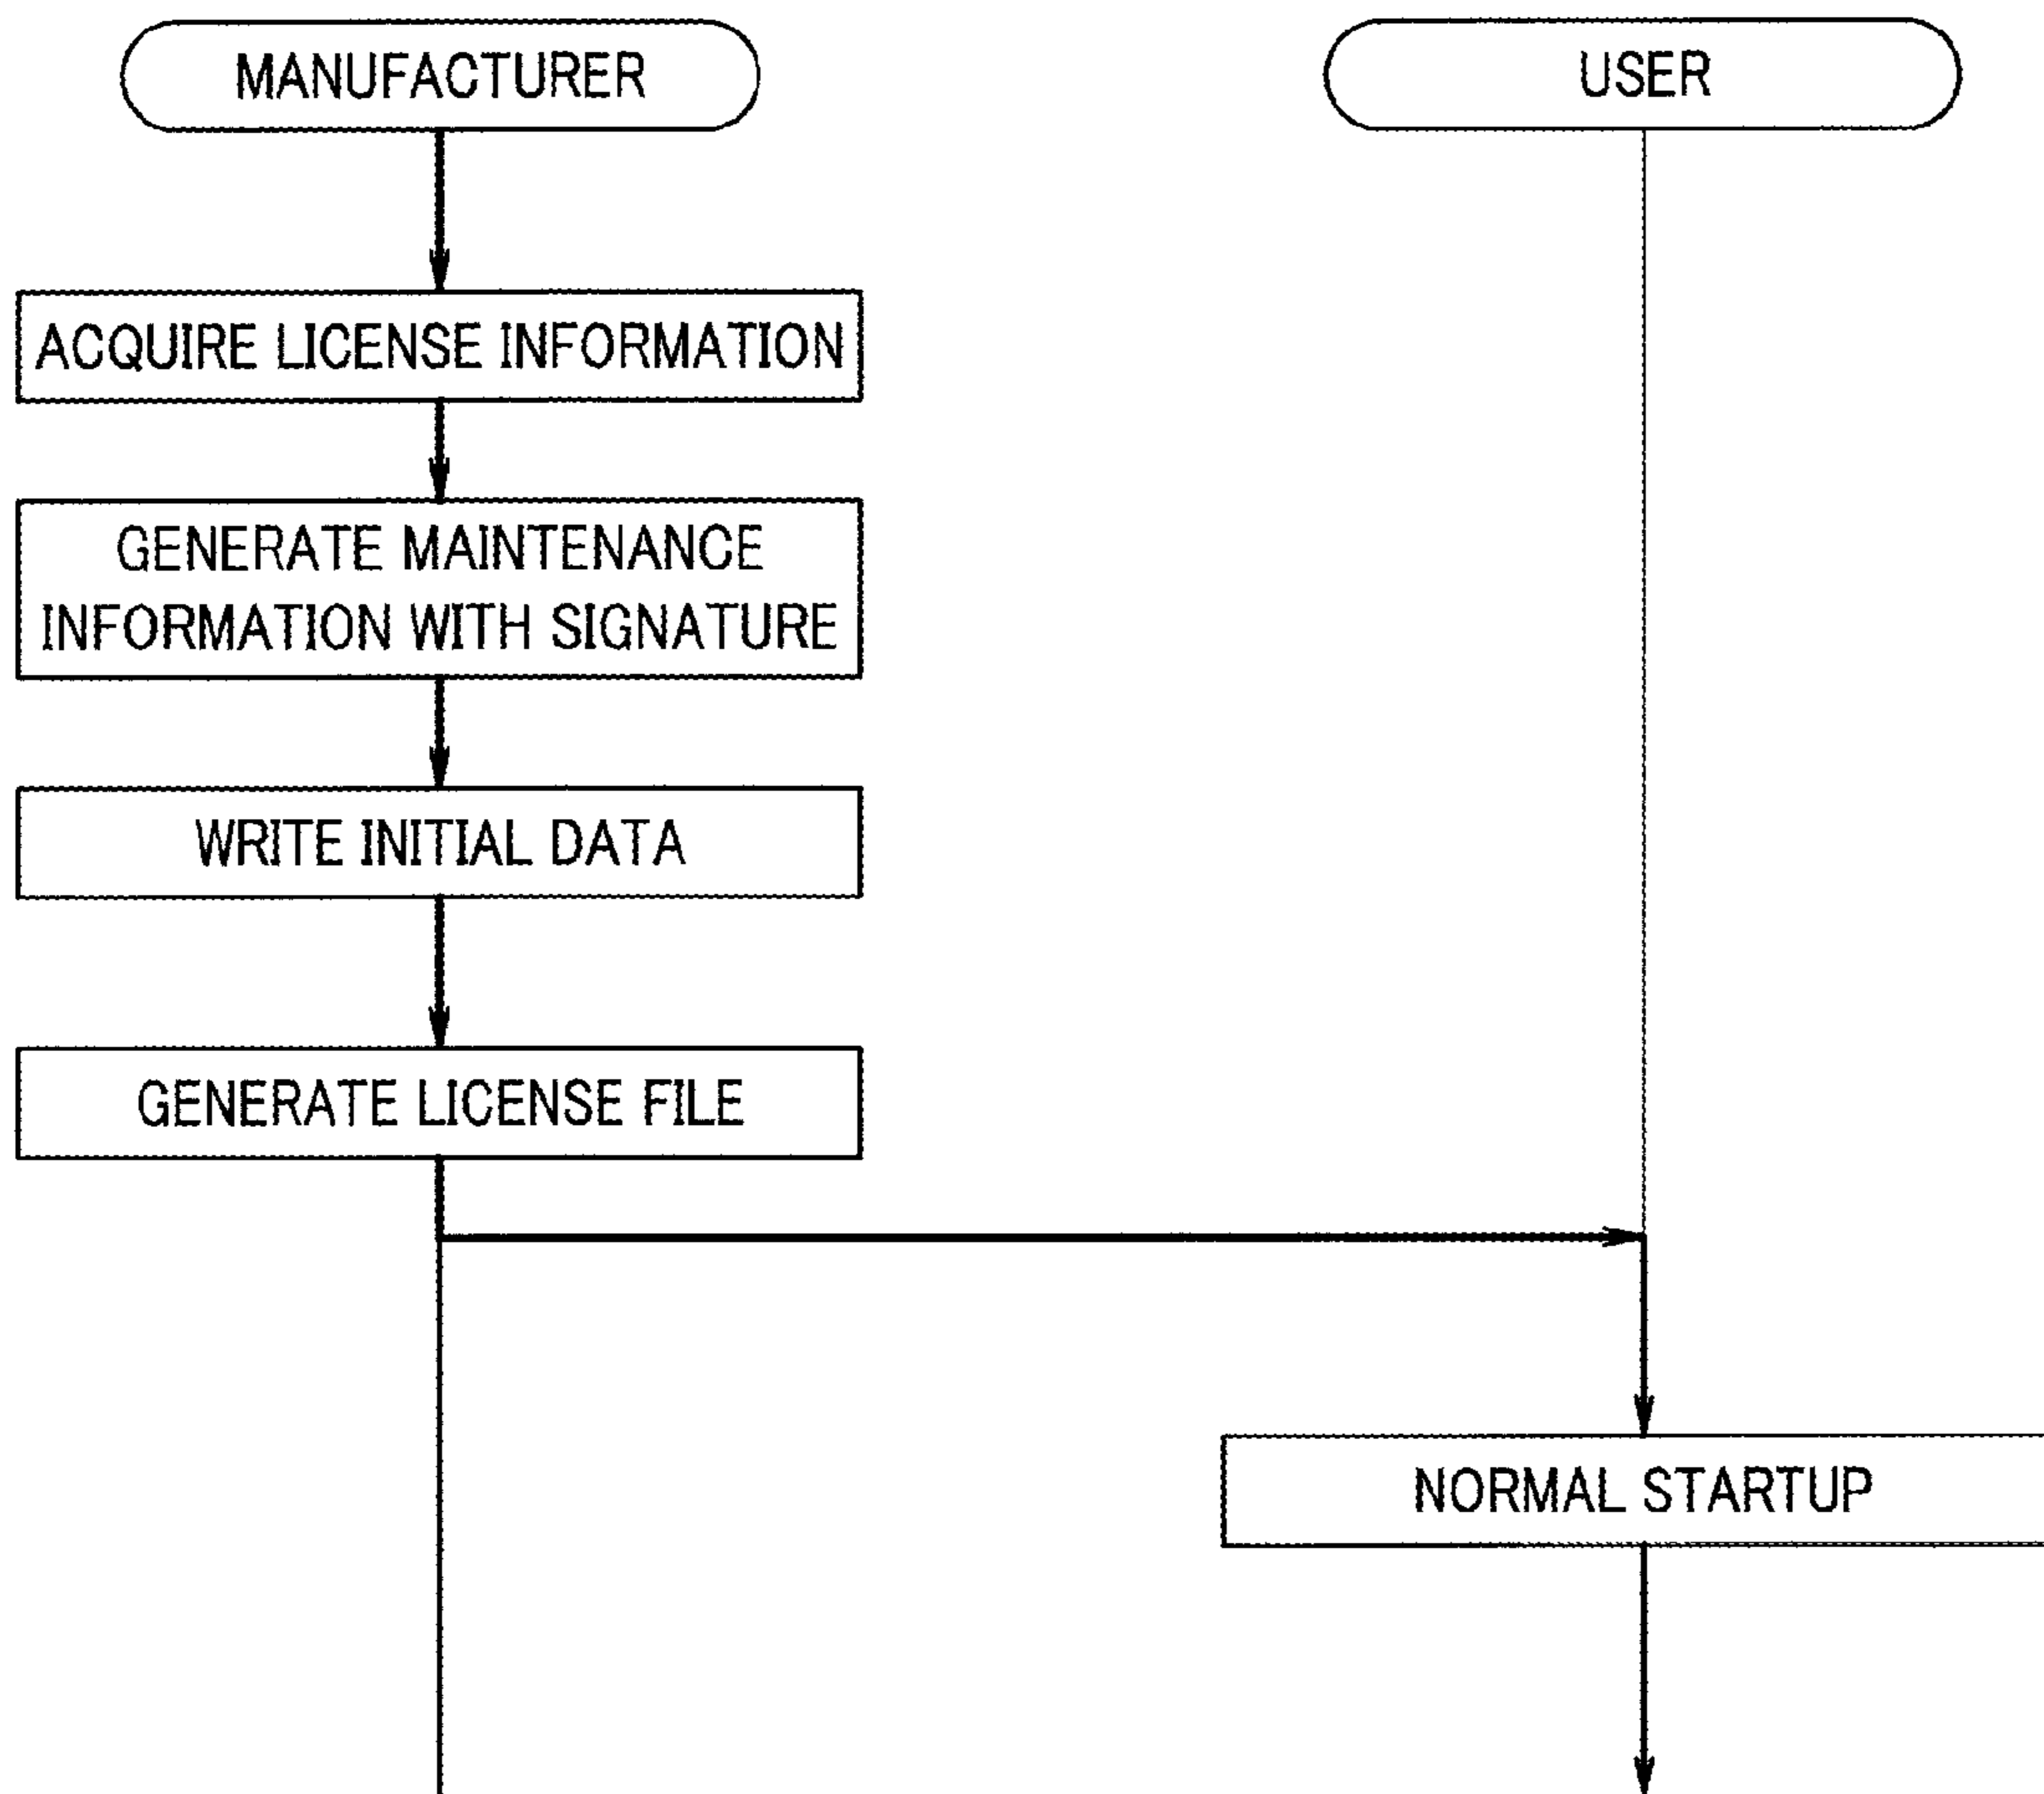 MANUFACTURER
USER
ACQUIRE LICENSE INFORMATION
GENERATE MAINTENANCE
INFORMATION WITH SIGNATURE
WRITE INITIAL DATA
GENERATE LICENSE FILE
NORMAL STARTUP